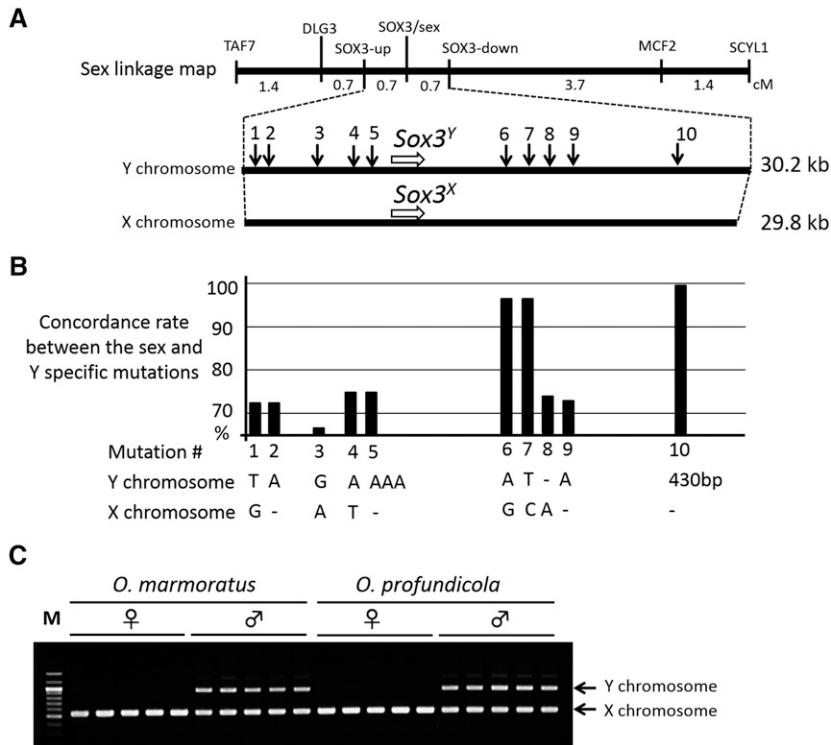 A
TAF7 DLG3 SOX3-up SOX3/sex SOX3-down MCF2 SCYL1
Sex linkage map
1.4 0.7 0.7 0.7 3.7 1.4 cM
1 2 3 4 5 Sox3Y 6 7 8 9 10
Y chromosome 30.2 kb
Sox3X
X chromosome 29.8 kb
B
Concordance rate
between the sex and
Y specific mutations
100
90
80
70
%
Mutation # 1 2 3 4 5 6 7 8 9 10
Y chromosome T A G A AAA A T - A 430bp
X chromosome G - A T - G C A - -
C
O. marmoratus O. profundicola
M ♀ ♂ ♀ ♂
Y chromosome
X chromosome